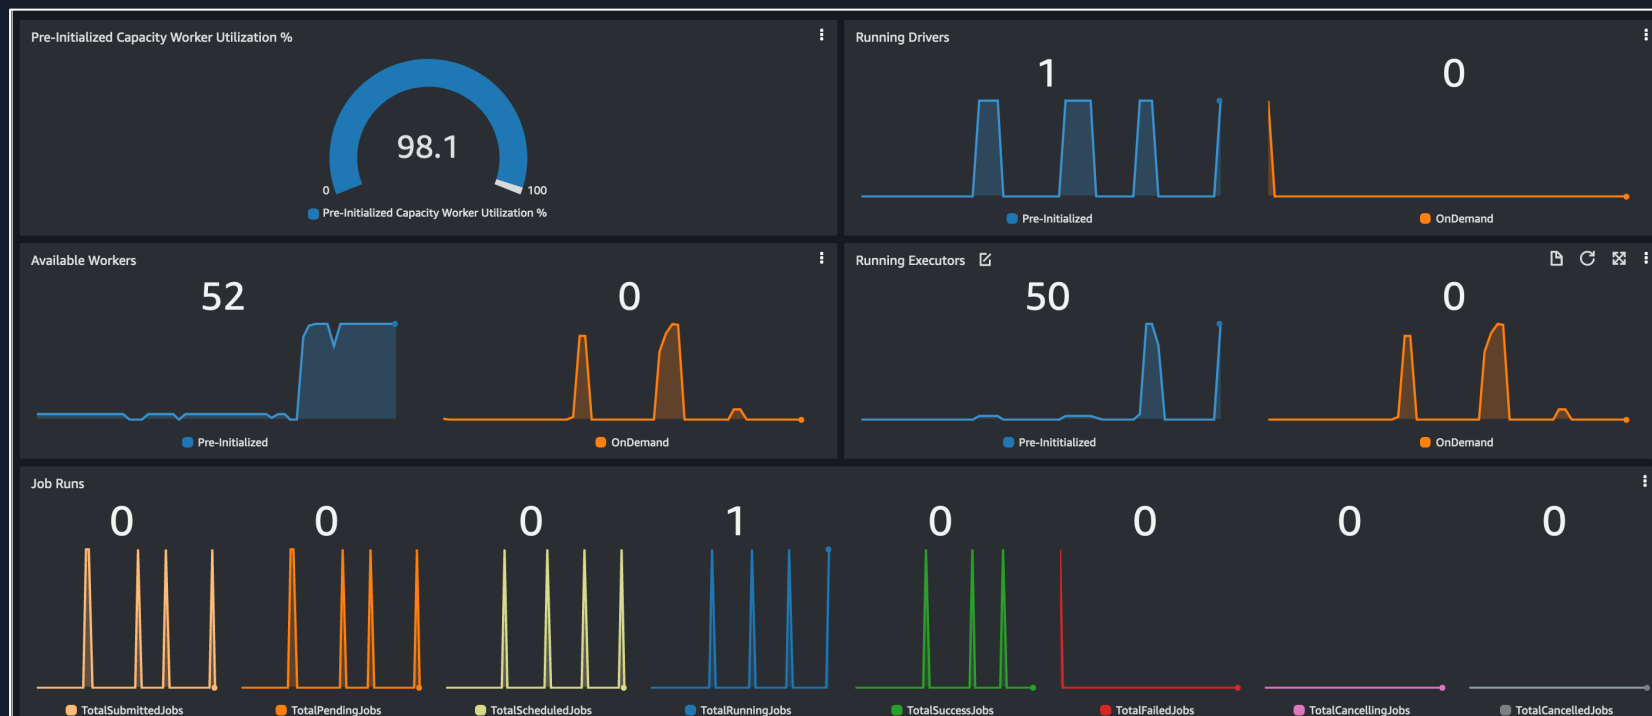 Pre-Initialized Capacity Worker Utilization %
98.1
0
100
Pre-Initialized Capacity Worker Utilization %
Running Drivers
1
0
Pre-Initialized
OnDemand
Available Workers
52
0
Pre-Initialized
OnDemand
Running Executors
50
0
Pre-Inititialized
OnDemand
Job Runs
0
0
0
1
0
0
0
0
TotalSubmittedJobs
TotalPendingJobs
TotalScheduledJobs
TotalRunningJobs
TotalSuccessJobs
TotalFailedJobs
TotalCancellingJobs
TotalCancelledJobs